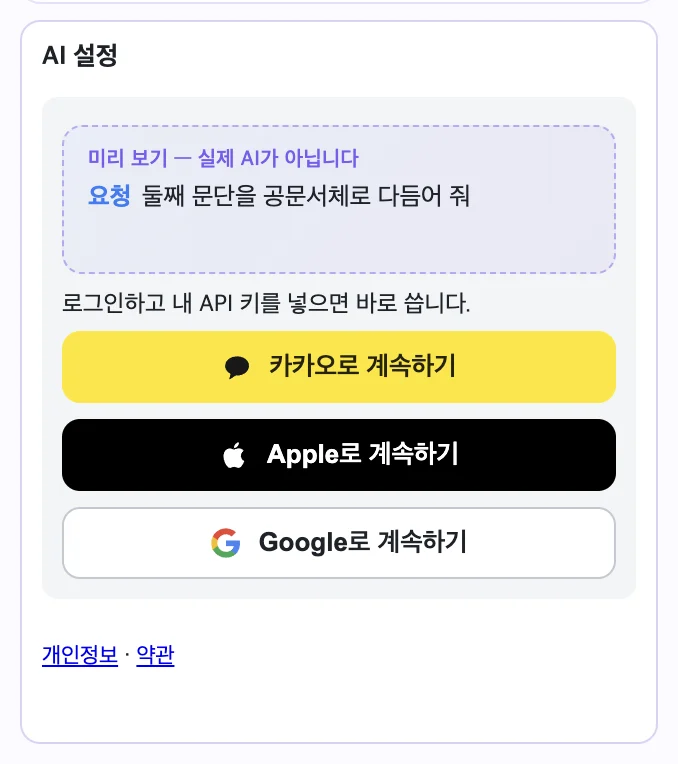 AI 설정
미리 보기 — 실제 AI가 아닙니다
요청 둘째 문단을 공문서체로 다듬어 줘
로그인하고 내 API 키를 넣으면 바로 씁니다.
카카오로 계속하기
Apple로 계속하기
Google로 계속하기
개인정보 · 약관